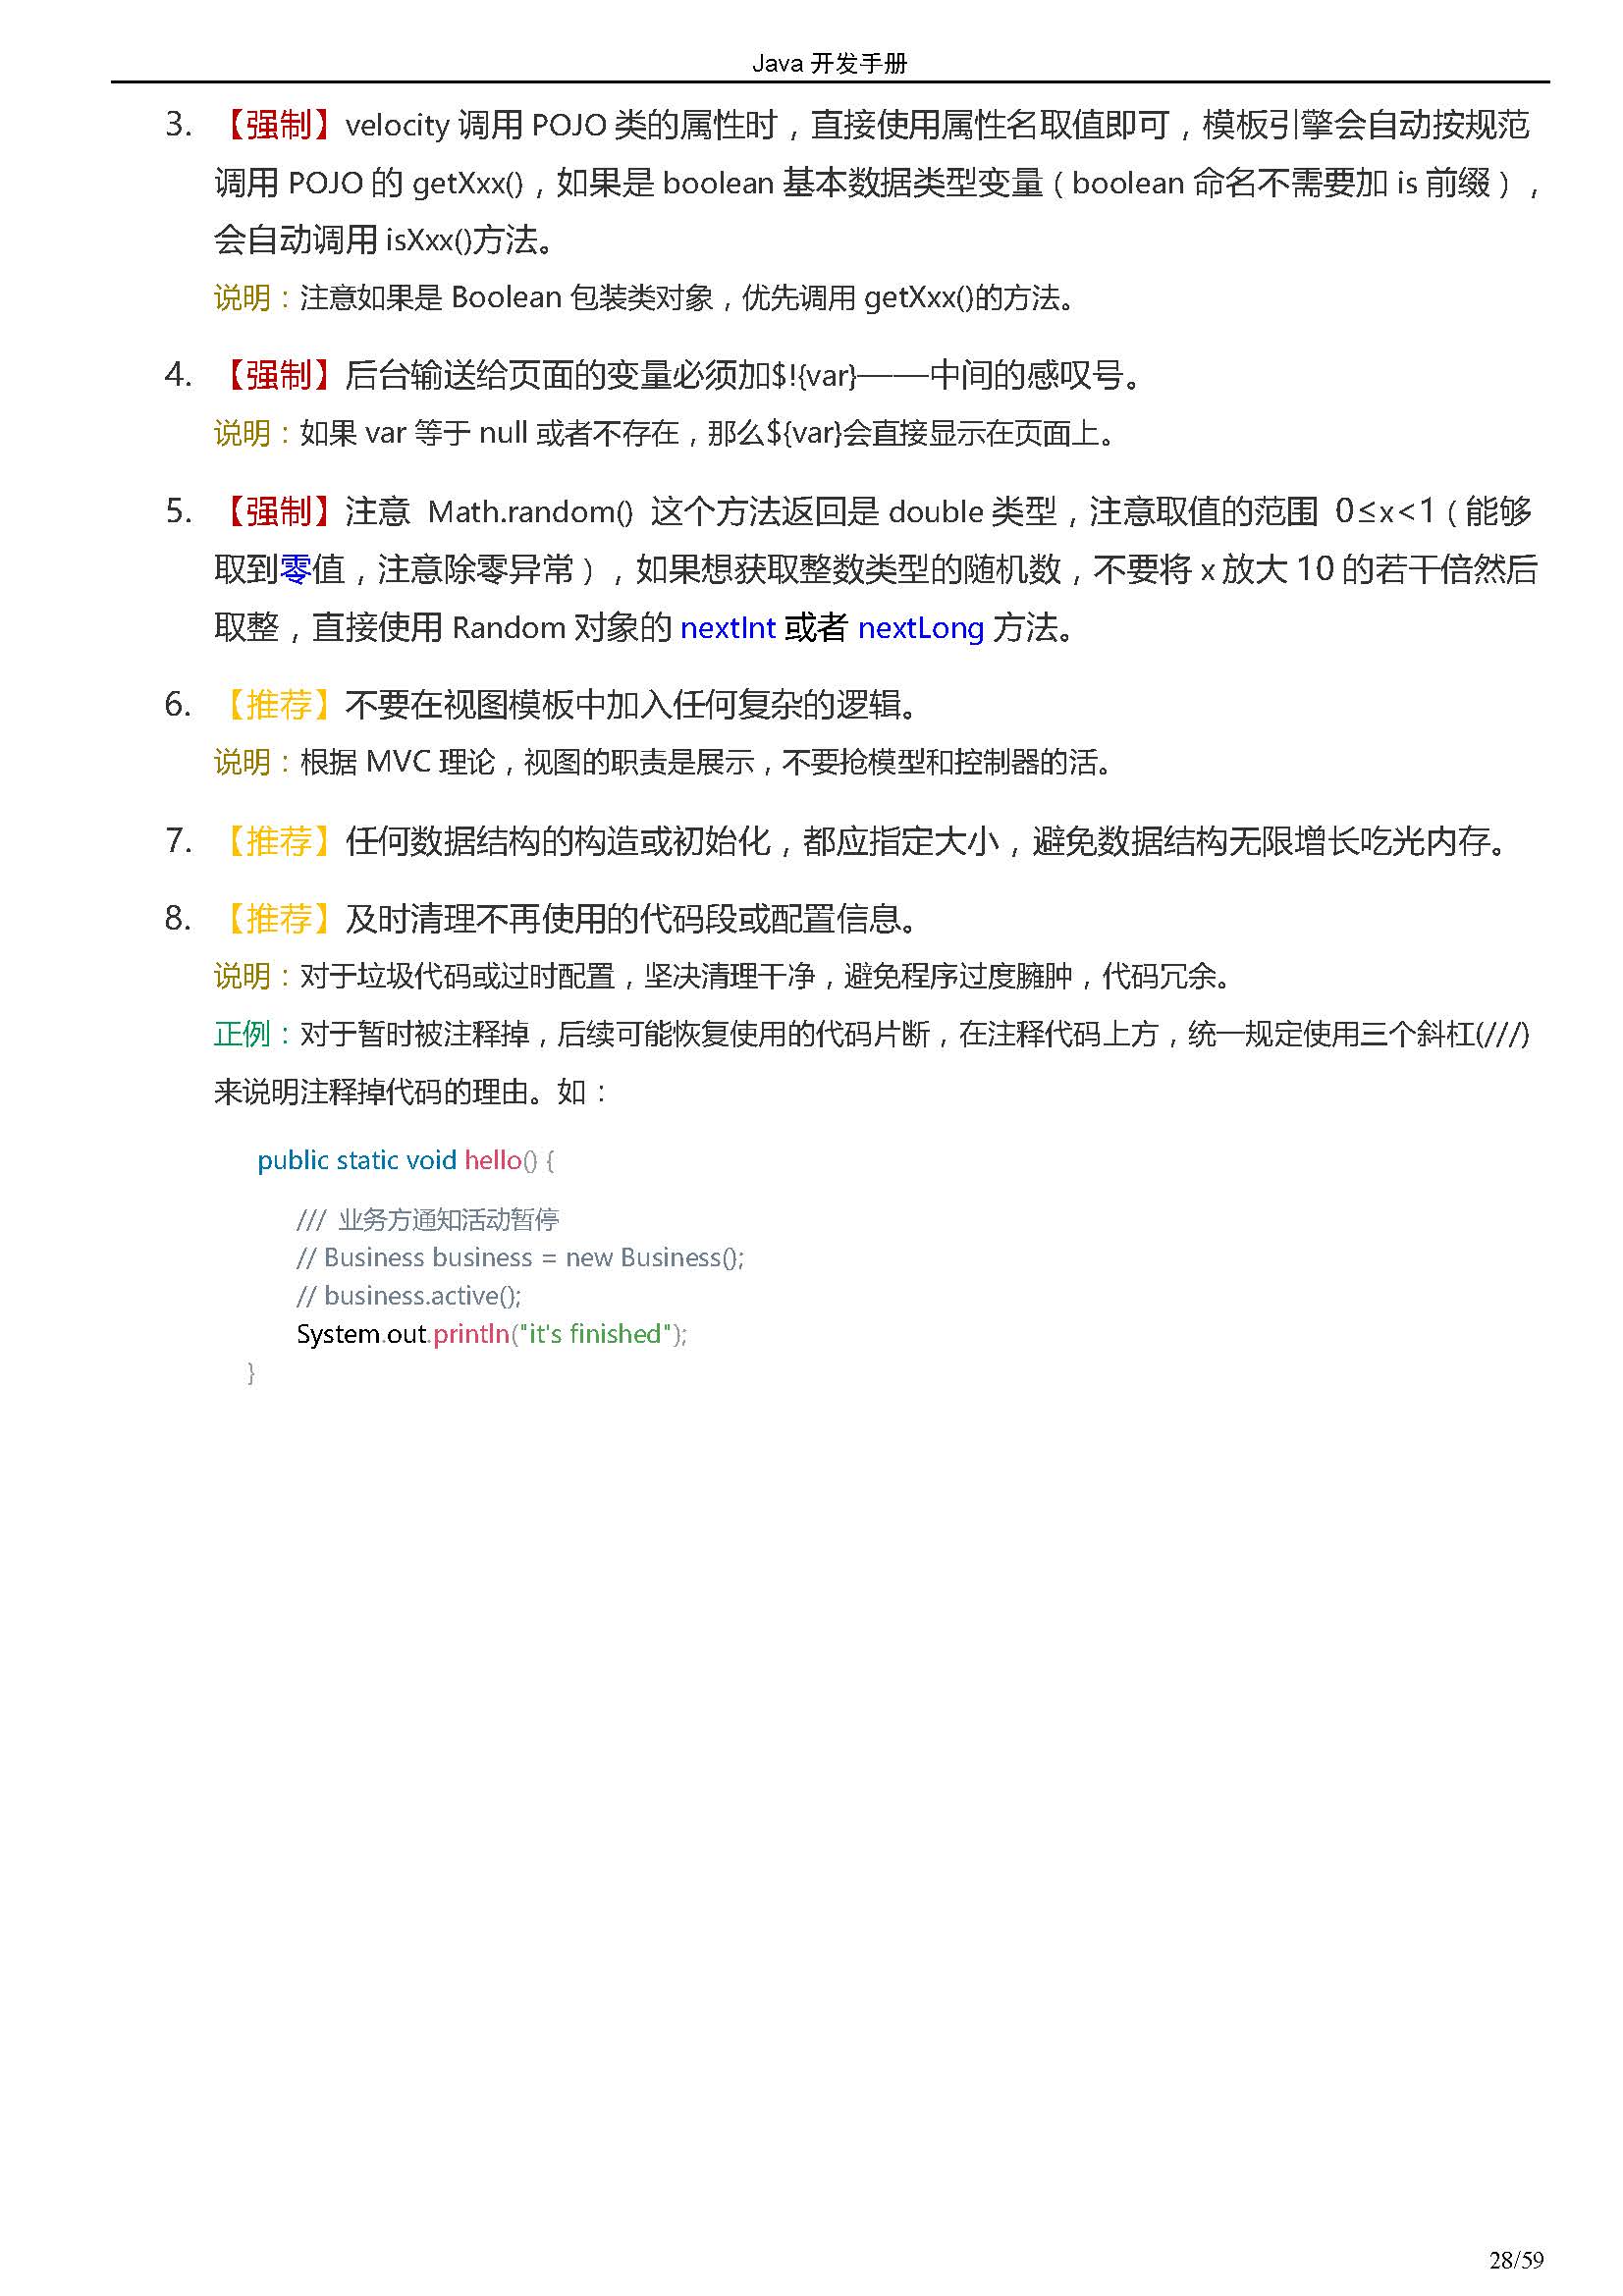 Java 开发手册
3. 【强制】velocity 调用 POJO 类的属性时，直接使用属性名取值即可，模板引擎会自动按规范
调用 POJO 的 getXxx()，如果是 boolean 基本数据类型变量（boolean 命名不需要加 is 前缀），
会自动调用 isXxx()方法。
说明：注意如果是 Boolean 包装类对象，优先调用 getXxx()的方法。
4. 【强制】后台输送给页面的变量必须加$!{var}——中间的感叹号。
说明：如果 var 等于 null 或者不存在，那么${var}会直接显示在页面上。
5. 【强制】注意 Math.random() 这个方法返回是 double 类型，注意取值的范围 0≤x<1（能够
取到零值，注意除零异常），如果想获取整数类型的随机数，不要将 x 放大 10 的若干倍然后
取整，直接使用 Random 对象的 nextInt 或者 nextLong 方法。
6. 【推荐】不要在视图模板中加入任何复杂的逻辑。
说明：根据 MVC 理论，视图的职责是展示，不要抢模型和控制器的活。
7. 【推荐】任何数据结构的构造或初始化，都应指定大小，避免数据结构无限增长吃光内存。
8. 【推荐】及时清理不再使用的代码段或配置信息。
说明：对于垃圾代码或过时配置，坚决清理干净，避免程序过度臃肿，代码冗余。
正例：对于暂时被注释掉，后续可能恢复使用的代码片断，在注释代码上方，统一规定使用三个斜杠(///)
来说明注释掉代码的理由。如：
public static void hello() {
/// 业务方通知活动暂停
// Business business = new Business();
// business.active();
System.out.println("it's finished");
}
28/59